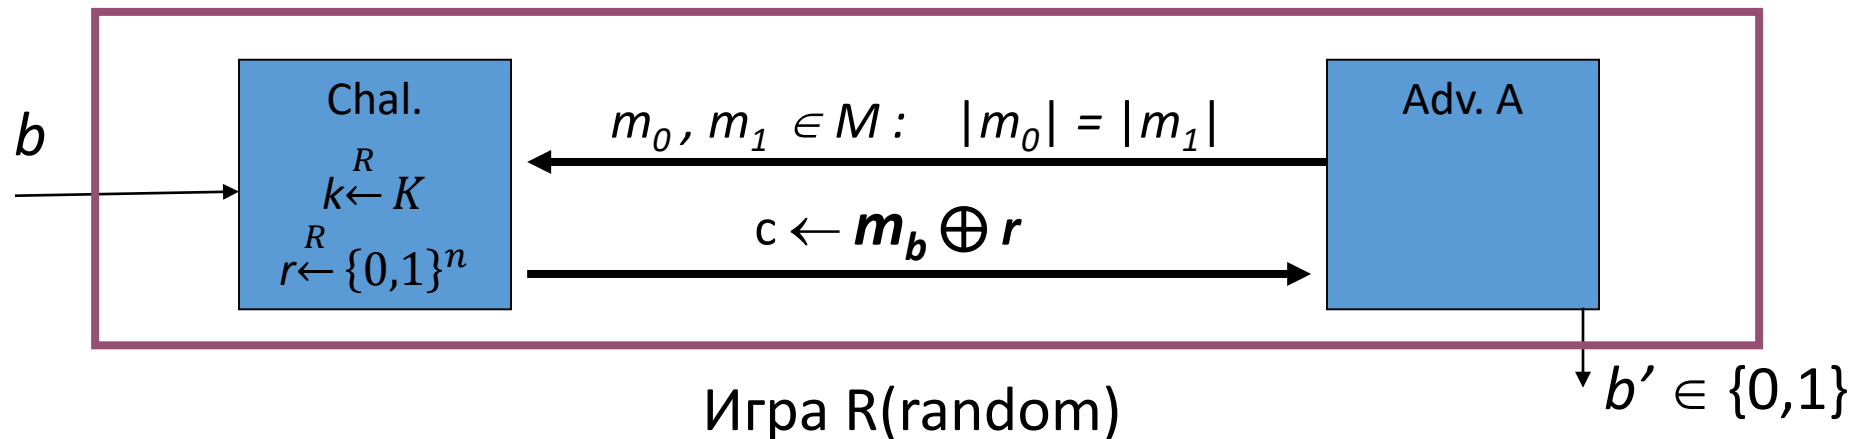 b
Chal.
k ←ᴿ K
r ←ᴿ {0,1}ⁿ
m₀ , m₁ ∈ M : |m₀| = |m₁|
c ← m_b ⊕ r
Adv. A
b’ ∈ {0,1}
Игра R(random)